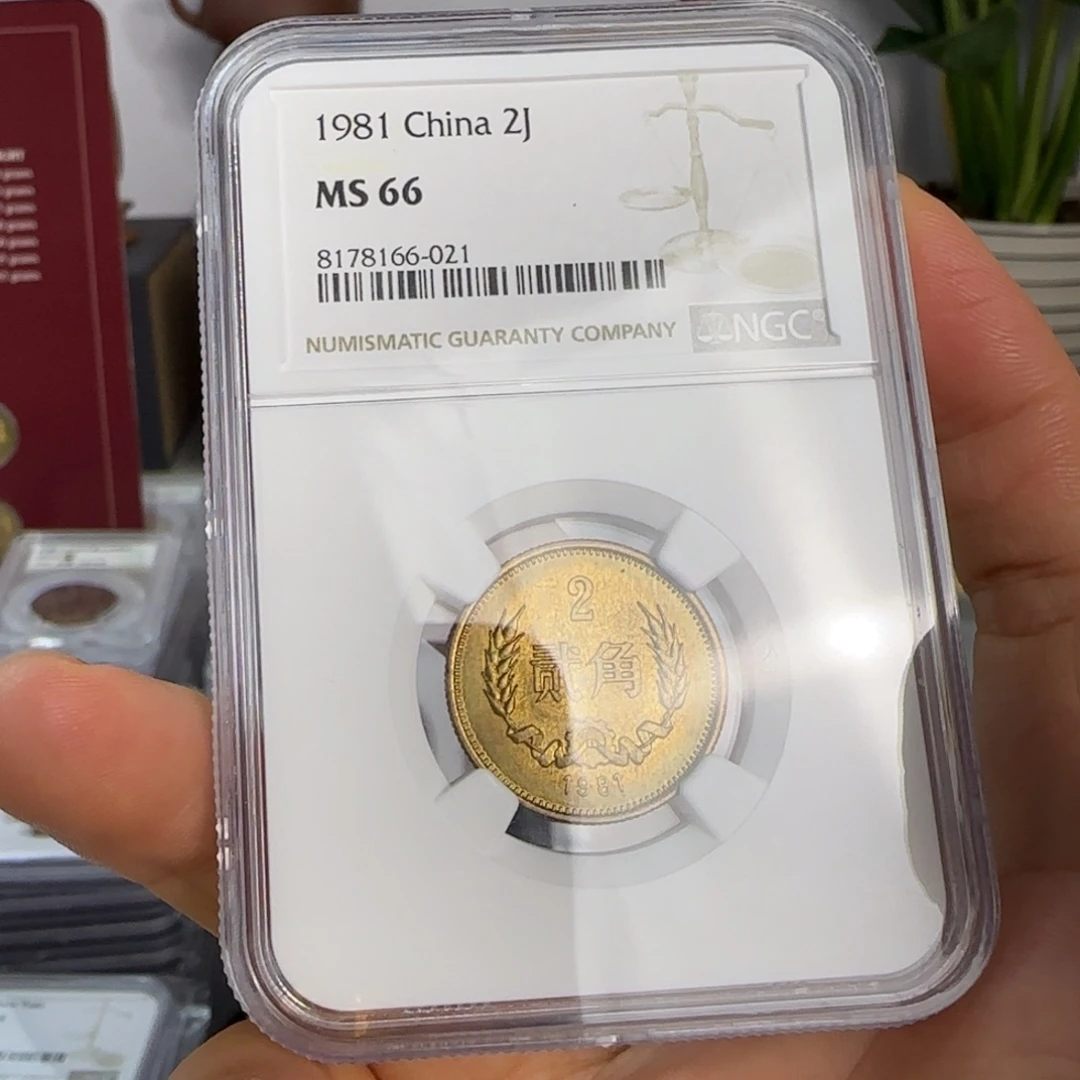 1981 China 2J
MS 66
8178166-021
NUMISMATIC GUARANTY COMPANY
NGC
2
贰角
1981